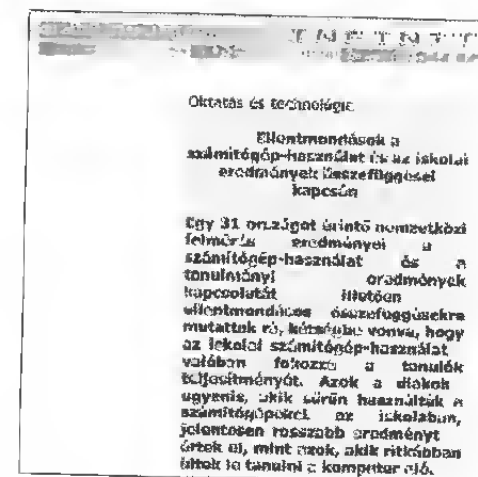 INTERNET
Oktatás és technológia
Ellentmondások a
számítógép-használat és az iskolai
eredmények összefüggései
kapcsán
Egy 31 országot érintő nemzetközi
felmérés eredményei a
számítógép-használat és a
tanulmányi eredmények
kapcsolatát illetően
ellentmondásos összefüggésekre
mutattak rá, kétségbe vonva, hogy
az iskolai számítógép-használat
valóban fokozza a tanulók
teljesítményét. Azok a diákok
ugyanis, akik sűrűn használták a
számítógépeket az iskolában,
jelentősen rosszabb eredményt
értek el, mint azok, akik ritkábban
ültek le tanulni a komputer elé.